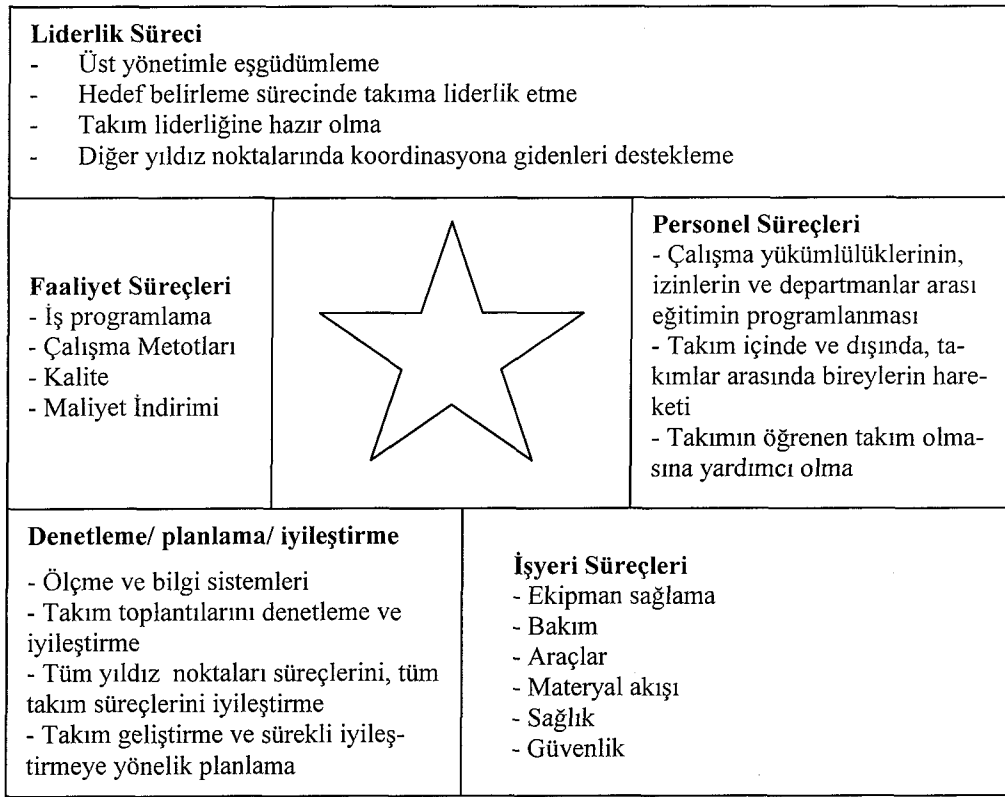 Liderlik Süreci
- Üst yönetimle eşgüdümleme
- Hedef belirleme sürecinde takıma liderlik etme
- Takım liderliğine hazır olma
- Diğer yıldız noktalarında koordinasyona gidenleri destekleme
Faaliyet Süreçleri
- İş programlama
- Çalışma Metotları
- Kalite
- Maliyet İndirimi
Personel Süreçleri
- Çalışma yükümlülüklerinin,
izinlerin ve departmanlar arası
eğitimin programlanması
- Takım içinde ve dışında, ta-
kımlar arasında bireylerin hare-
keti
- Takımın öğrenen takım olma-
sına yardımcı olma
Denetleme/ planlama/ iyileştirme
- Ölçme ve bilgi sistemleri
- Takım toplantılarını denetleme ve
iyileştirme
- Tüm yıldız noktaları süreçlerini, tüm
takım süreçlerini iyileştirme
- Takım geliştirme ve sürekli iyileş-
tirmeye yönelik planlama
İşyeri Süreçleri
- Ekipman sağlama
- Bakım
- Araçlar
- Materyal akışı
- Sağlık
- Güvenlik